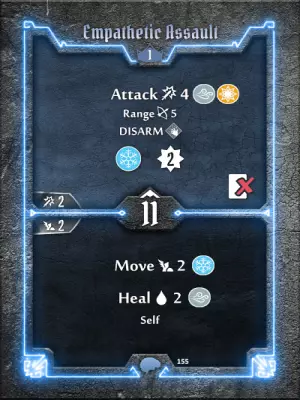 Empathetic Assault
1
Attack 4
Range 5
DISARM
2
2
11
2
Move 2
Heal 2
Self
155